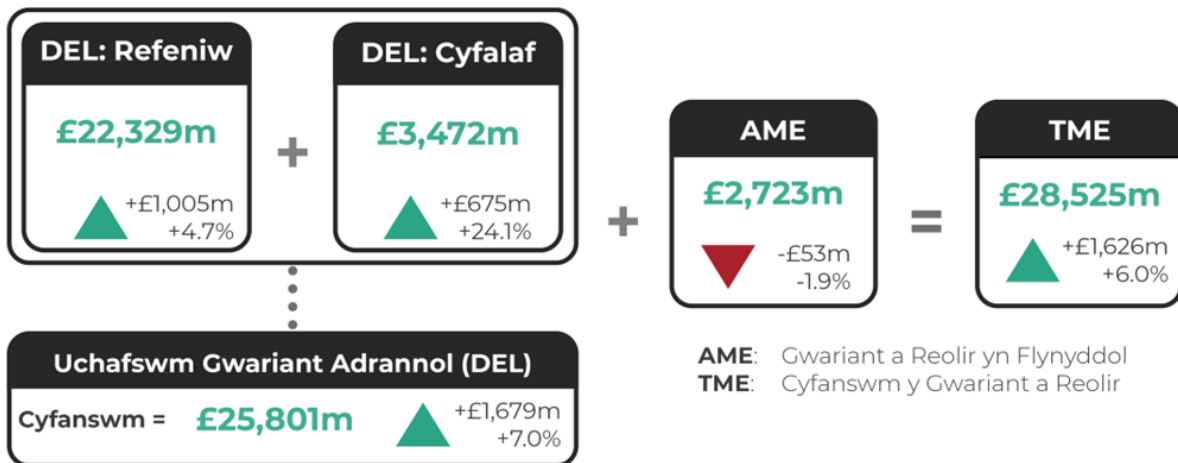 DEL: Refeniw
£22,329m
+£1,005m
+4.7%
+
DEL: Cyfalaf
£3,472m
+£675m
+24.1%
+
AME
£2,723m
-£53m
-1.9%
=
TME
£28,525m
+£1,626m
+6.0%
Uchafswm Gwariant Adrannol (DEL)
Cyfanswm = £25,801m
+£1,679m
+7.0%
AME: Gwariant a Reolir yn Flynyddol
TME: Cyfanswm y Gwariant a Reolir